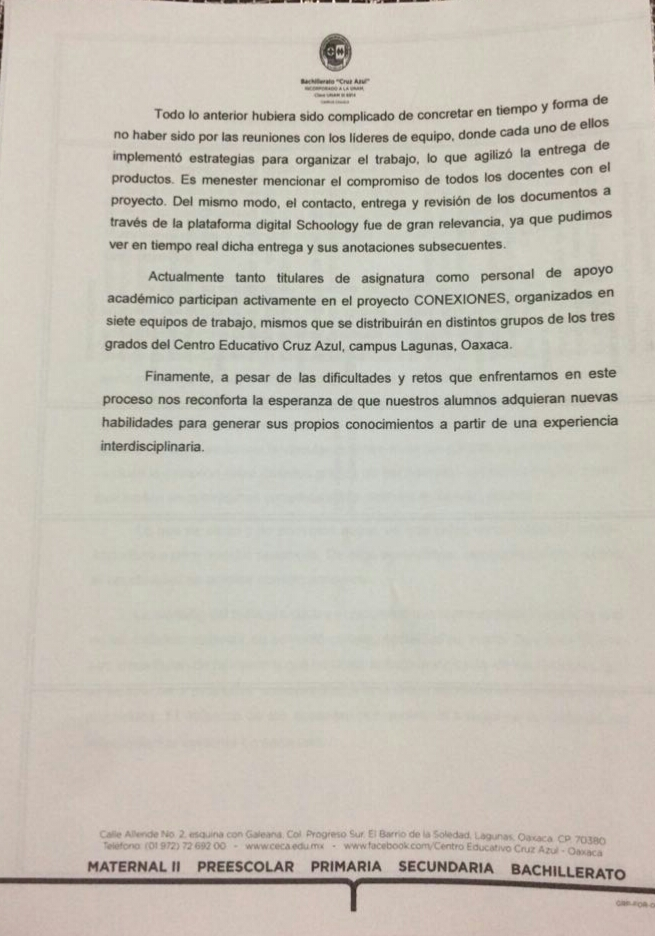 Bachillerato "Cruz Azul"
INCORPORADO A LA UNAM
Clave UNAM
CAMPUS OAXACA
Todo lo anterior hubiera sido complicado de concretar en tiempo y forma de
no haber sido por las reuniones con los líderes de equipo, donde cada uno de ellos
implementó estrategias para organizar el trabajo, lo que agilizó la entrega de
productos. Es menester mencionar el compromiso de todos los docentes con el
proyecto. Del mismo modo, el contacto, entrega y revisión de los documentos a
través de la plataforma digital Schoology fue de gran relevancia, ya que pudimos
ver en tiempo real dicha entrega y sus anotaciones subsecuentes.
Actualmente tanto titulares de asignatura como personal de apoyo
académico participan activamente en el proyecto CONEXIONES, organizados en
siete equipos de trabajo, mismos que se distribuirán en distintos grupos de los tres
grados del Centro Educativo Cruz Azul, campus Lagunas, Oaxaca.
Finamente, a pesar de las dificultades y retos que enfrentamos en este
proceso nos reconforta la esperanza de que nuestros alumnos adquieran nuevas
habilidades para generar sus propios conocimientos a partir de una experiencia
interdisciplinaria.
Calle Allende No. 2, esquina con Galeana. Col. Progreso Sur. El Barrio de la Soledad, Lagunas, Oaxaca. CP. 70380
Teléfono: (01 972) 72 692 00 - www.ceca.edu.mx - www.facebook.com/Centro Educativo Cruz Azul - Oaxaca
MATERNAL II PREESCOLAR PRIMARIA SECUNDARIA BACHILLERATO